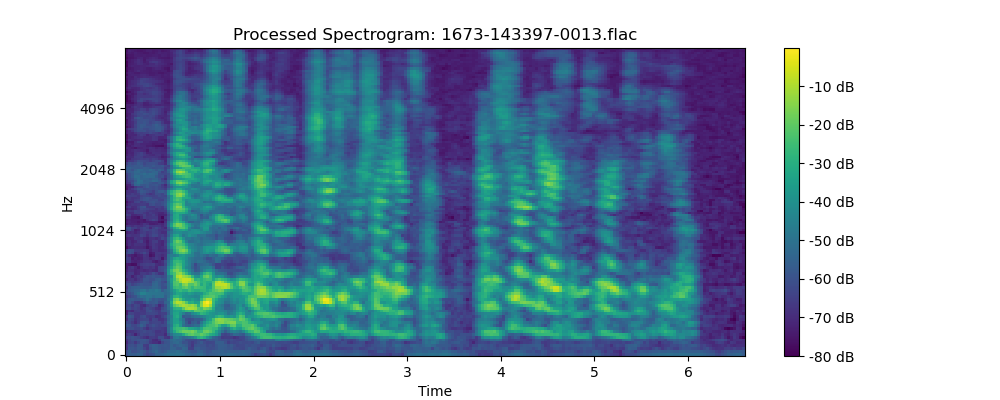 Processed Spectrogram: 1673-143397-0013.flac
Hz
4096
2048
1024
512
0
0 1 2 3 4 5 6
Time
-10 dB
-20 dB
-30 dB
-40 dB
-50 dB
-60 dB
-70 dB
-80 dB